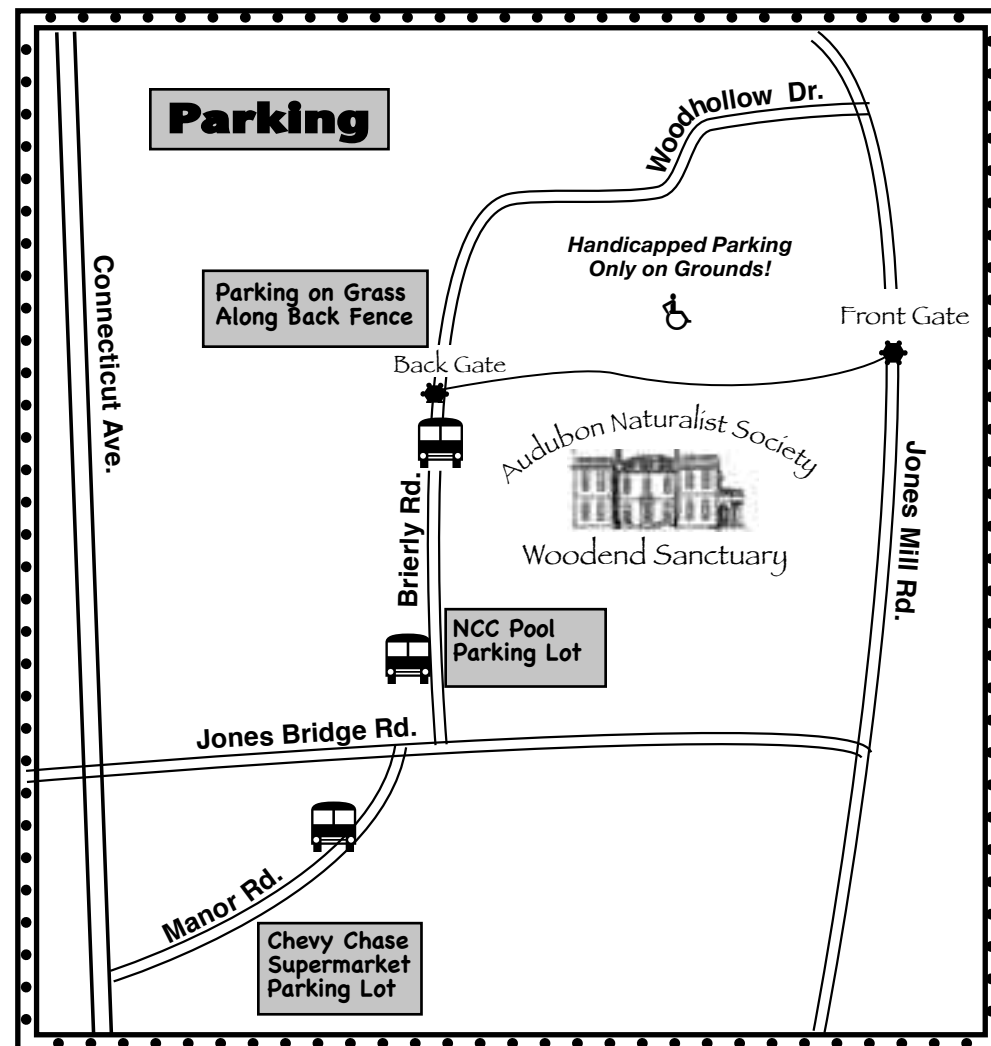 Parking
Woodhollow Dr.
Handicapped Parking
Only on Grounds!
Connecticut Ave.
Parking on Grass
Along Back Fence
Front Gate
Back Gate
Audubon Naturalist Society
Woodend Sanctuary
Jones Mill Rd.
Brierly Rd.
NCC Pool
Parking Lot
Jones Bridge Rd.
Manor Rd.
Chevy Chase
Supermarket
Parking Lot